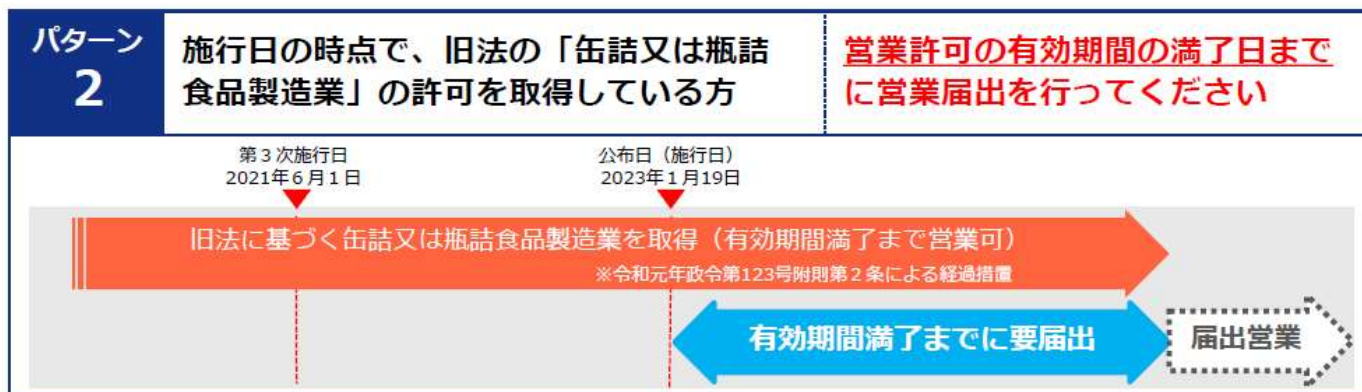 パターン
2
施行日の時点で、旧法の「缶詰又は瓶詰
食品製造業」の許可を取得している方
営業許可の有効期間の満了日まで
に営業届出を行ってください
第3次施行日
2021年6月1日
公布日（施行日）
2023年1月19日
旧法に基づく缶詰又は瓶詰食品製造業を取得（有効期間満了まで営業可）
※令和元年政令第123号附則第2条による経過措置
有効期間満了までに要届出
届出営業